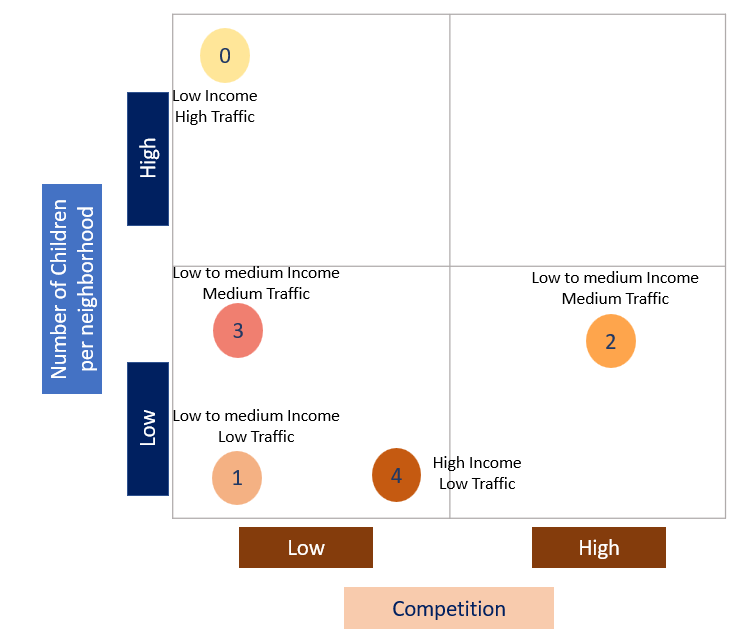 0
Low Income
High Traffic
High
Number of Children
per neighborhood
Low to medium Income
Medium Traffic
3
Low to medium Income
Medium Traffic
2
Low
Low to medium Income
Low Traffic
1
4
High Income
Low Traffic
Low
High
Competition